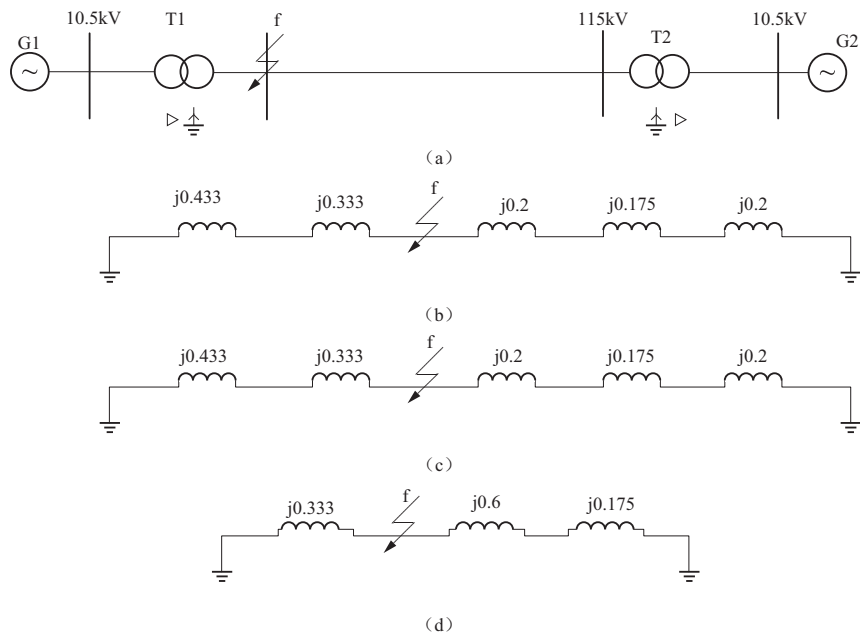 10.5kV T1 f 115kV T2 10.5kV
G1 ~ G2 ~
（a）
j0.433 j0.333 f j0.2 j0.175 j0.2
（b）
j0.433 j0.333 f j0.2 j0.175 j0.2
（c）
j0.333 f j0.6 j0.175
（d）